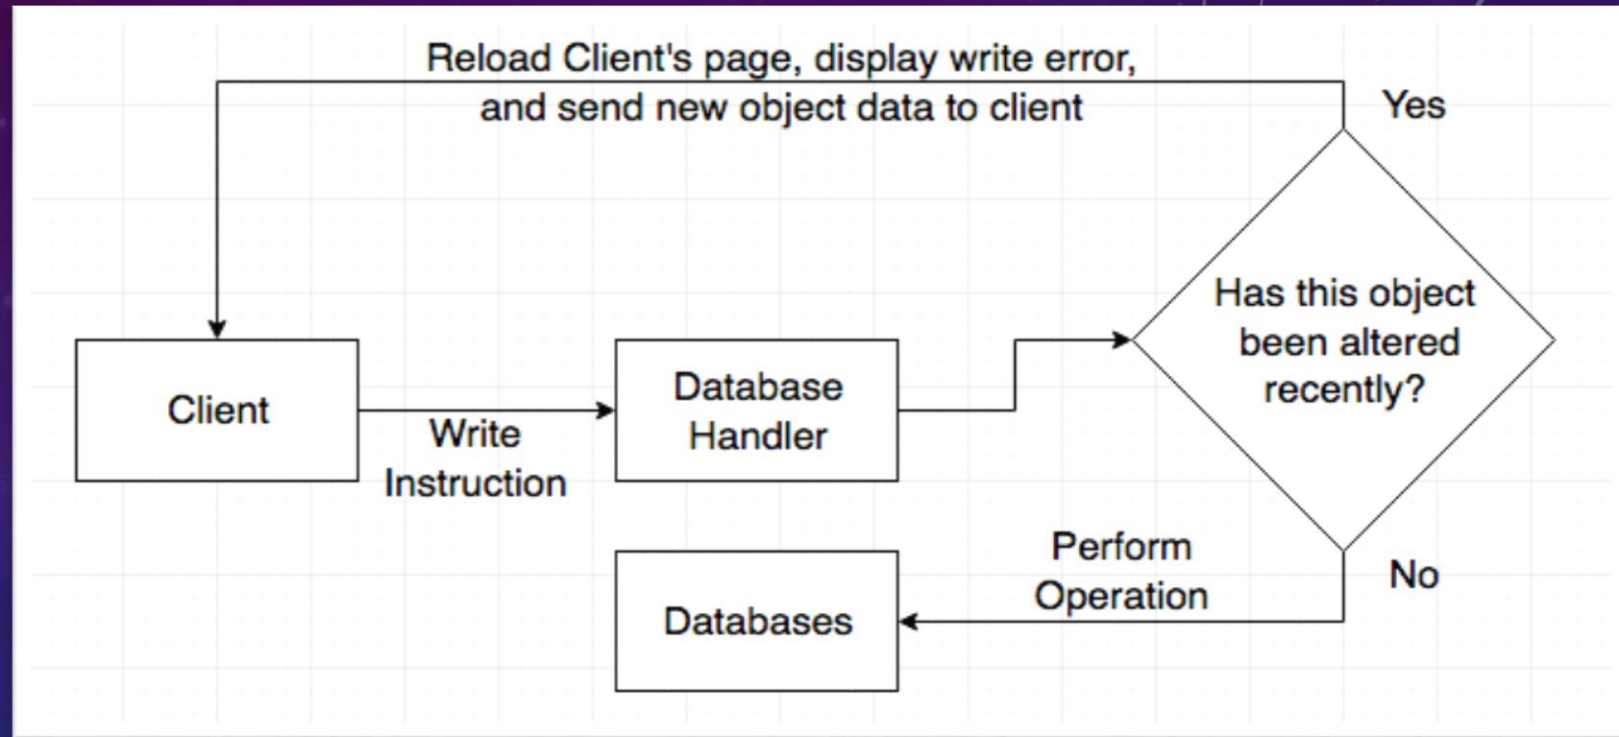 Reload Client's page, display write error,
and send new object data to client
Yes
Has this object
been altered
recently?
Client
Write
Instruction
Database
Handler
Perform
Operation
No
Databases